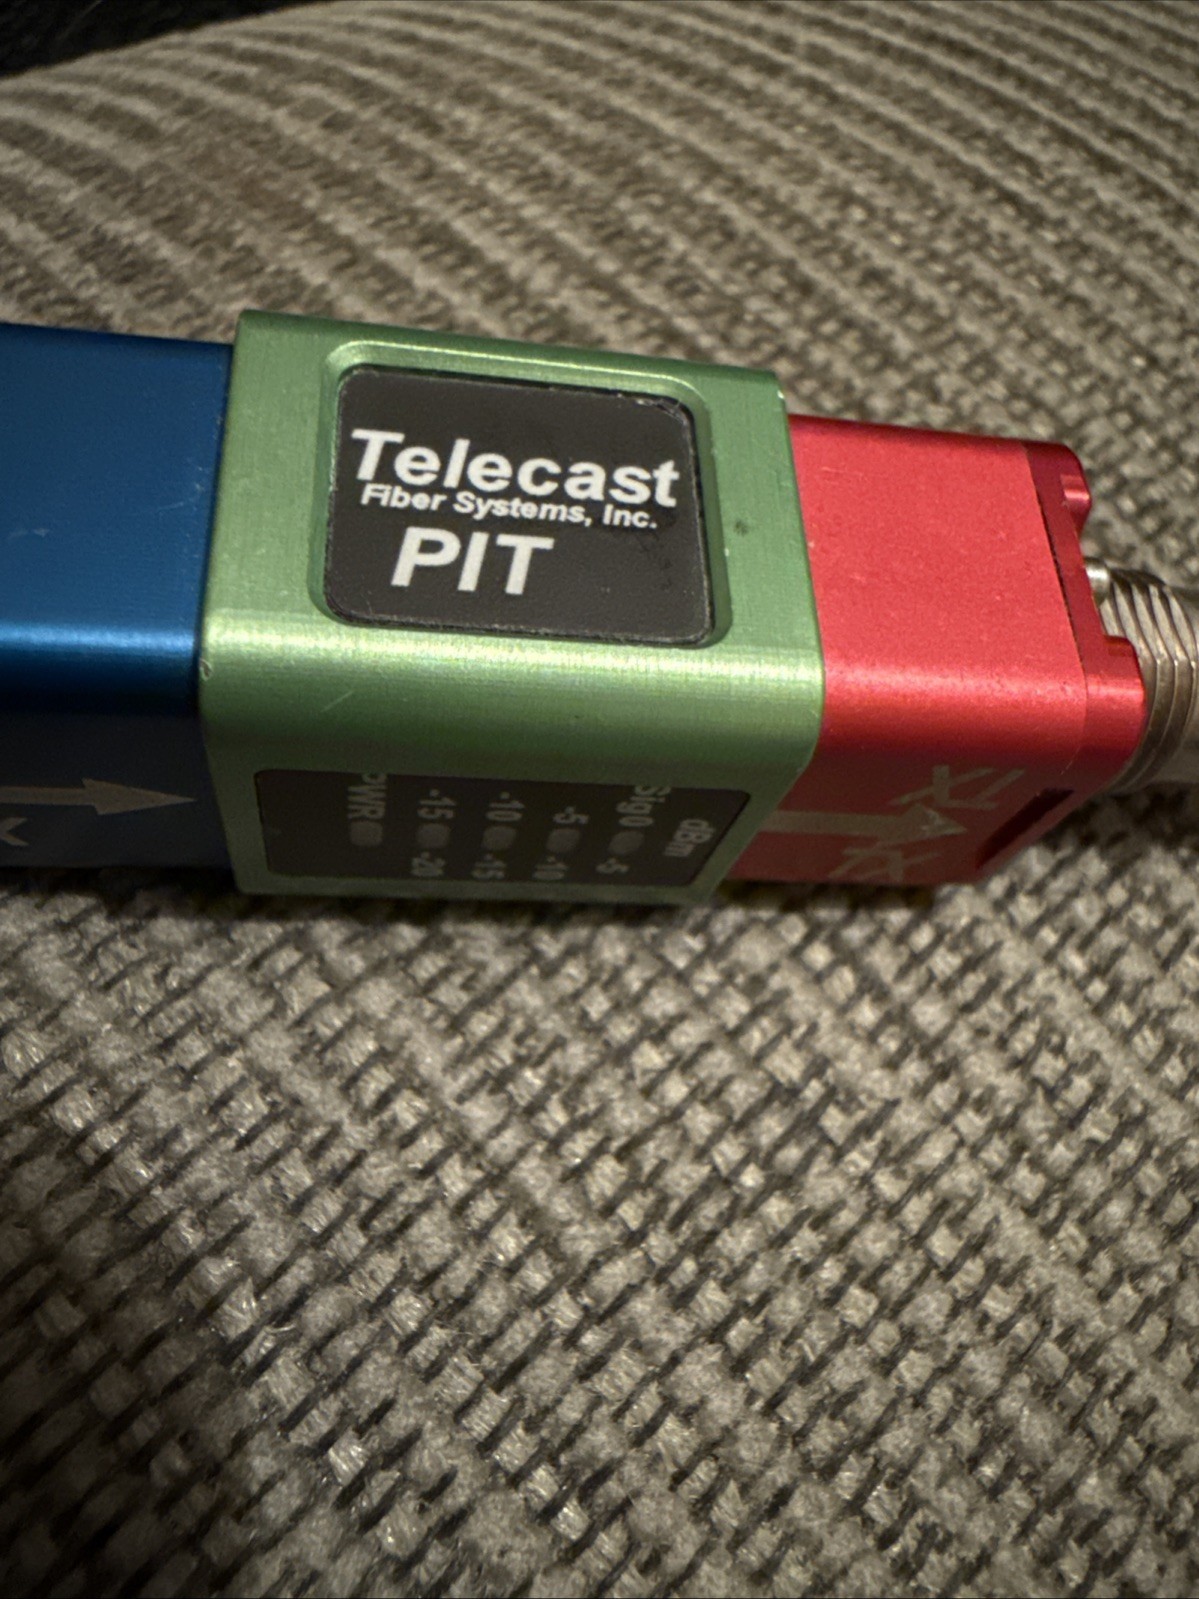 Telecast
Fiber Systems, Inc.
PIT
PWR
-15 -20
-10 -15
-5 -10
Sig 0 -5
dBm